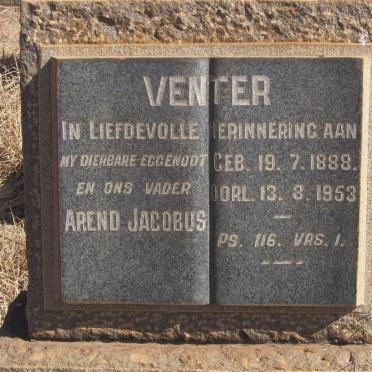 VENTER
IN LIEFDEVOLLE HERINNERING AAN
MY DIERBARE EGGENOOT GEB. 19. 7. 1889.
EN ONS VADER OORL. 13. 8. 1953
AREND JACOBUS
PS. 116. VRS. 1.